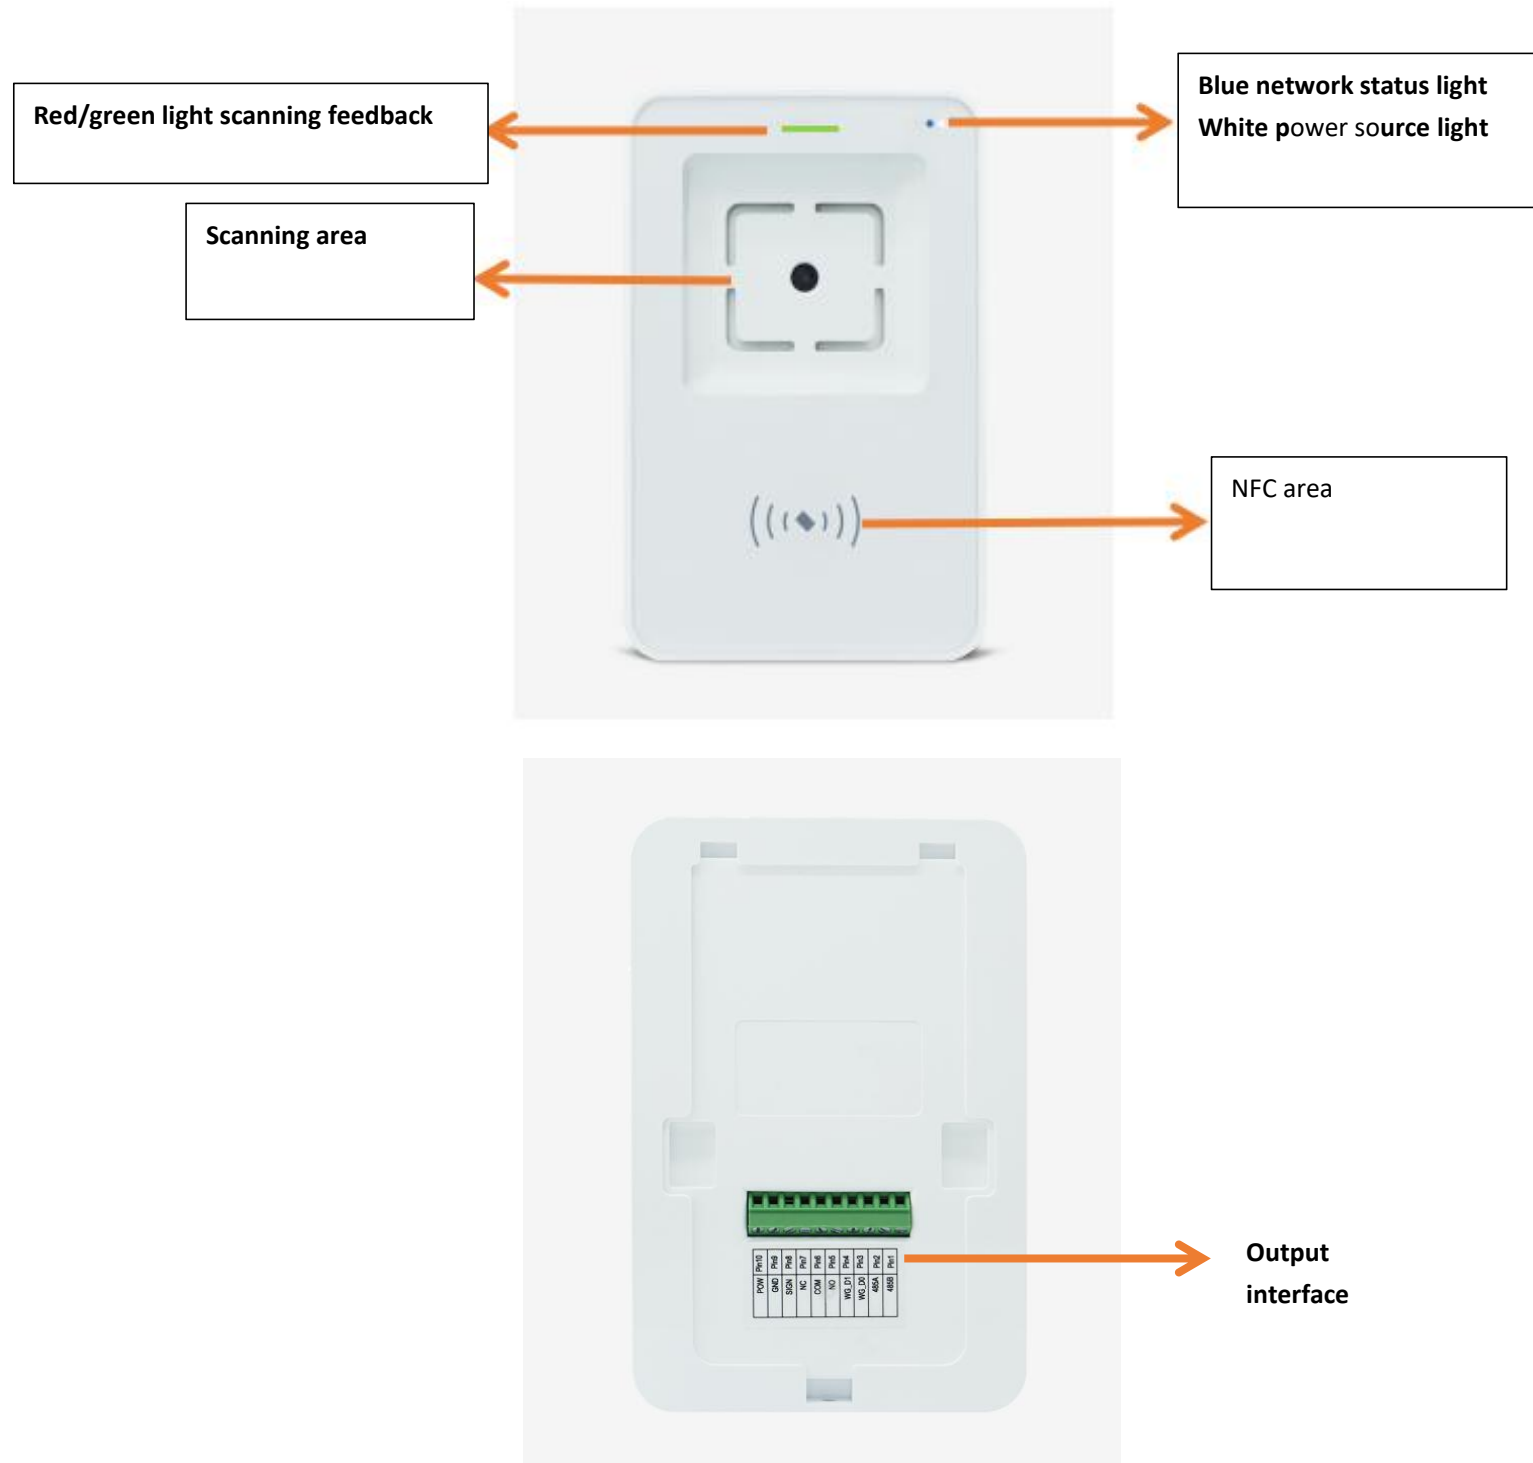 Red/green light scanning feedback
Blue network status light
White power source light
Scanning area
NFC area
Pin10 Pin9 Pin8 Pin7 Pin6 Pin5 Pin4 Pin3 Pin2 Pin1
POW GND SIGN NC COM NO WG_D1 WG_D0 485A 485B
Output
interface